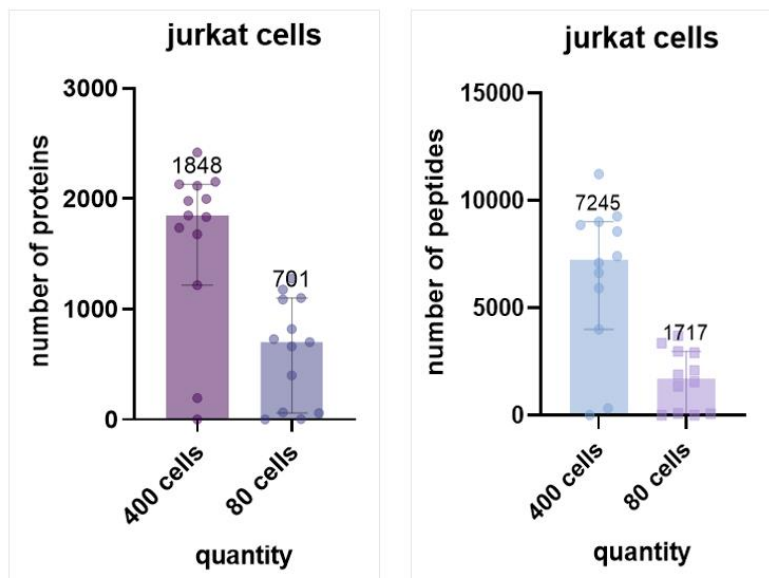 jurkat cells
number of proteins
3000
2000
1000
0
1848
701
400 cells
80 cells
quantity
jurkat cells
number of peptides
15000
10000
5000
0
7245
1717
400 cells
80 cells
quantity